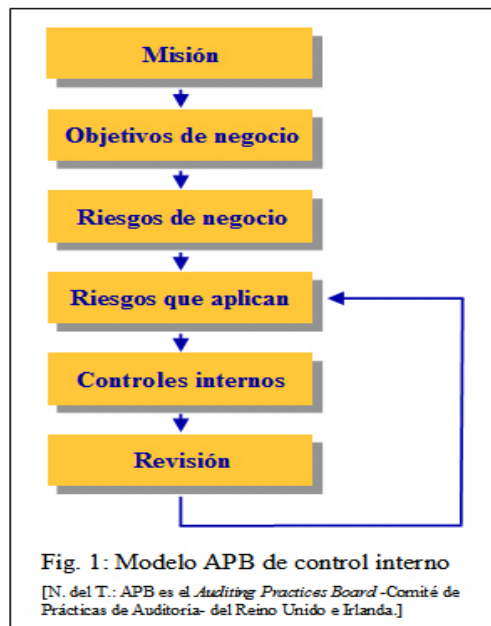 Misión
Objetivos de negocio
Riesgos de negocio
Riesgos que aplican
Controles internos
Revisión
Fig. 1: Modelo APB de control interno
[N. del T.: APB es el Auditing Practices Board -Comité de
Prácticas de Auditoría- del Reino Unido e Irlanda.]